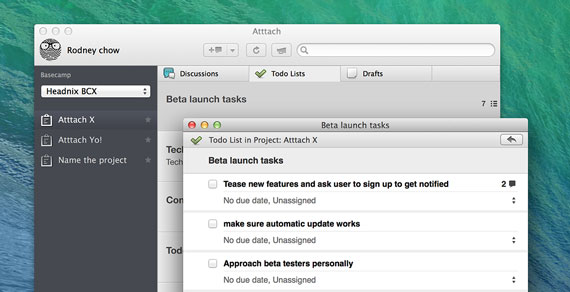 Atttach
Rodney chow
Basecamp
Headnix BCX
Atttach X
Atttach Yo!
Name the project
Discussions
Todo Lists
Drafts
Beta launch tasks
7
Tech
Tech
Con
Todo
Beta launch tasks
Todo List in Project: Atttach X
Beta launch tasks
Tease new features and ask user to sign up to get notified 2
No due date, Unassigned
make sure automatic update works
No due date, Unassigned
Approach beta testers personally
No due date, Unassigned